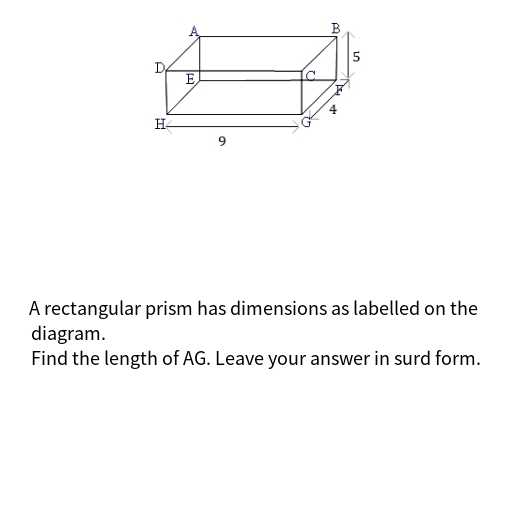 A B
D E C 5
F
4
H G
9
A rectangular prism has dimensions as labelled on the
diagram.
Find the length of AG. Leave your answer in surd form.